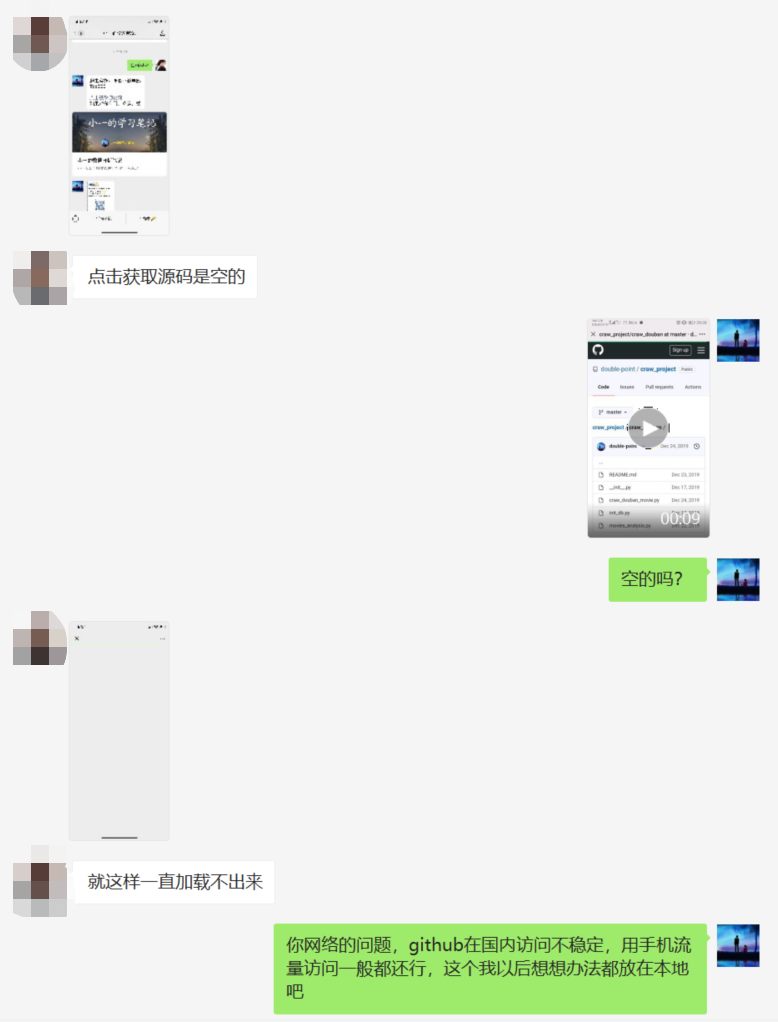 小一的学习笔记
点击获取源码是空的
craw_project/craw_douban at master · d...
Sign up
double-point / craw_project
Public
Code
Issues
Pull requests
Actions
master
craw_project
double-point
Dec 24, 2019
README.md
Dec 23, 2019
Dec 17, 2019
craw_douban_movie.py
Dec 24, 2019
init_db.py
movies_analysis.py
00:09
空的吗？
就这样一直加载不出来
你网络的问题，github在国内访问不稳定，用手机流
量访问一般都还行，这个我以后想想办法都放在本地
吧